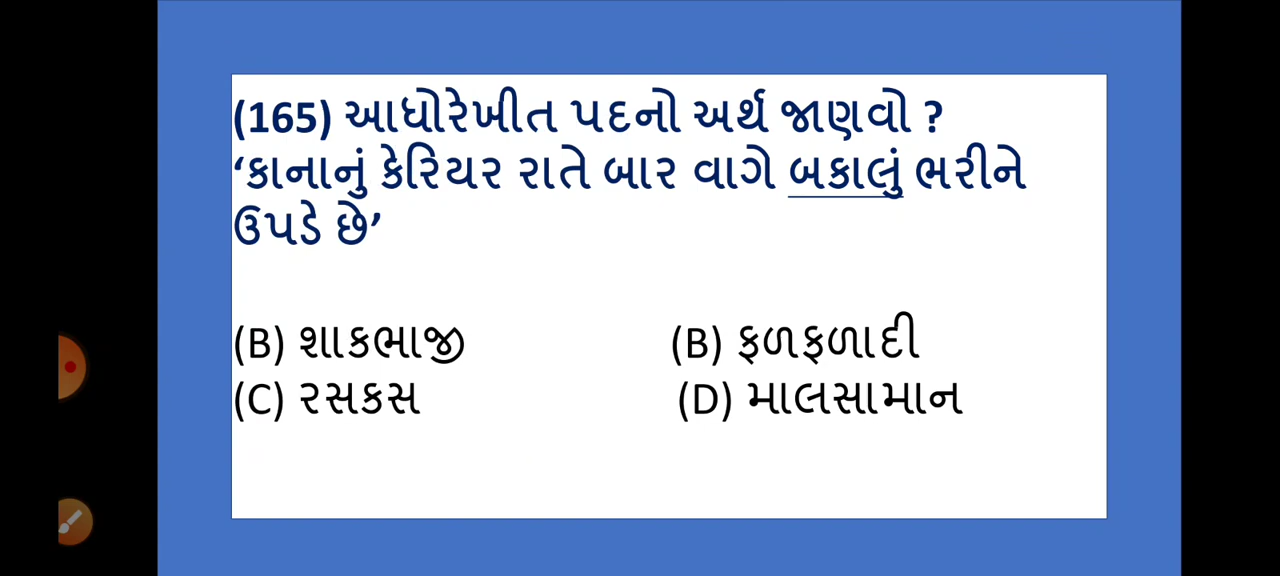 (165) આધોરેખીત પદનો અર્થ જાણવો ?
‘કાનાનું કેરિયર રાતે બાર વાગે બકાલું ભરીને
ઉપડે છે’
(B) શાકભાજી (B) ફળફળાદી
(C) રસકસ (D) માલસામાન